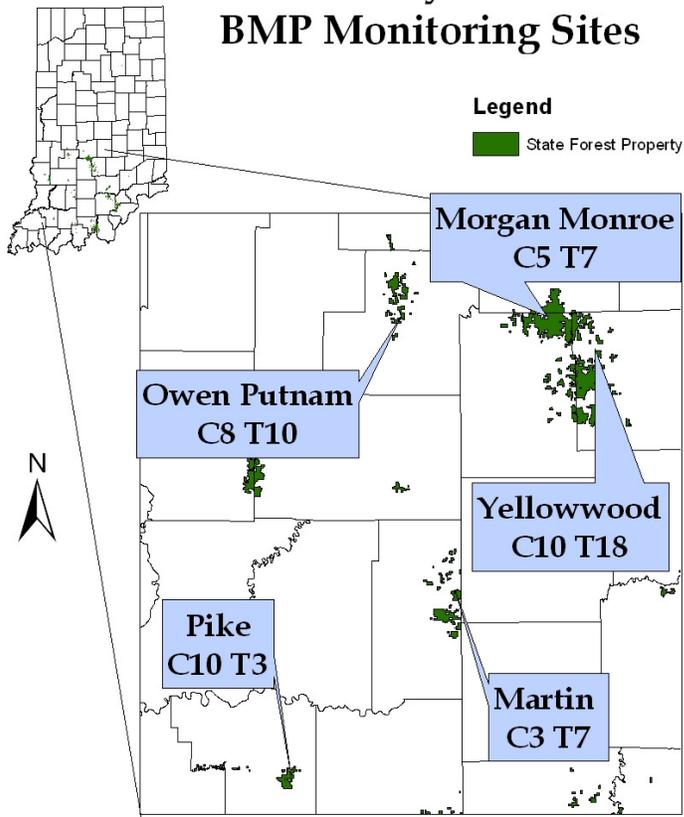 BMP Monitoring Sites
Legend
State Forest Property
Morgan Monroe
C5 T7
Owen Putnam
C8 T10
N
Yellowwood
C10 T18
Pike
C10 T3
Martin
C3 T7